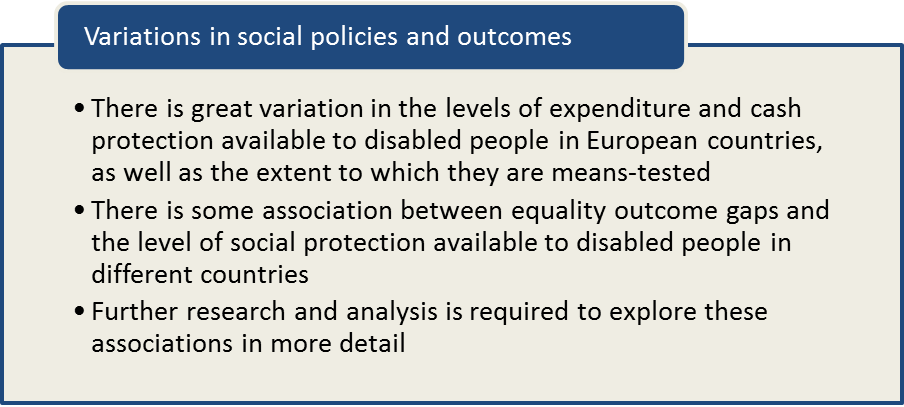 Variations in social policies and outcomes
• There is great variation in the levels of expenditure and cash
protection available to disabled people in European countries,
as well as the extent to which they are means-tested
• There is some association between equality outcome gaps and
the level of social protection available to disabled people in
different countries
• Further research and analysis is required to explore these
associations in more detail